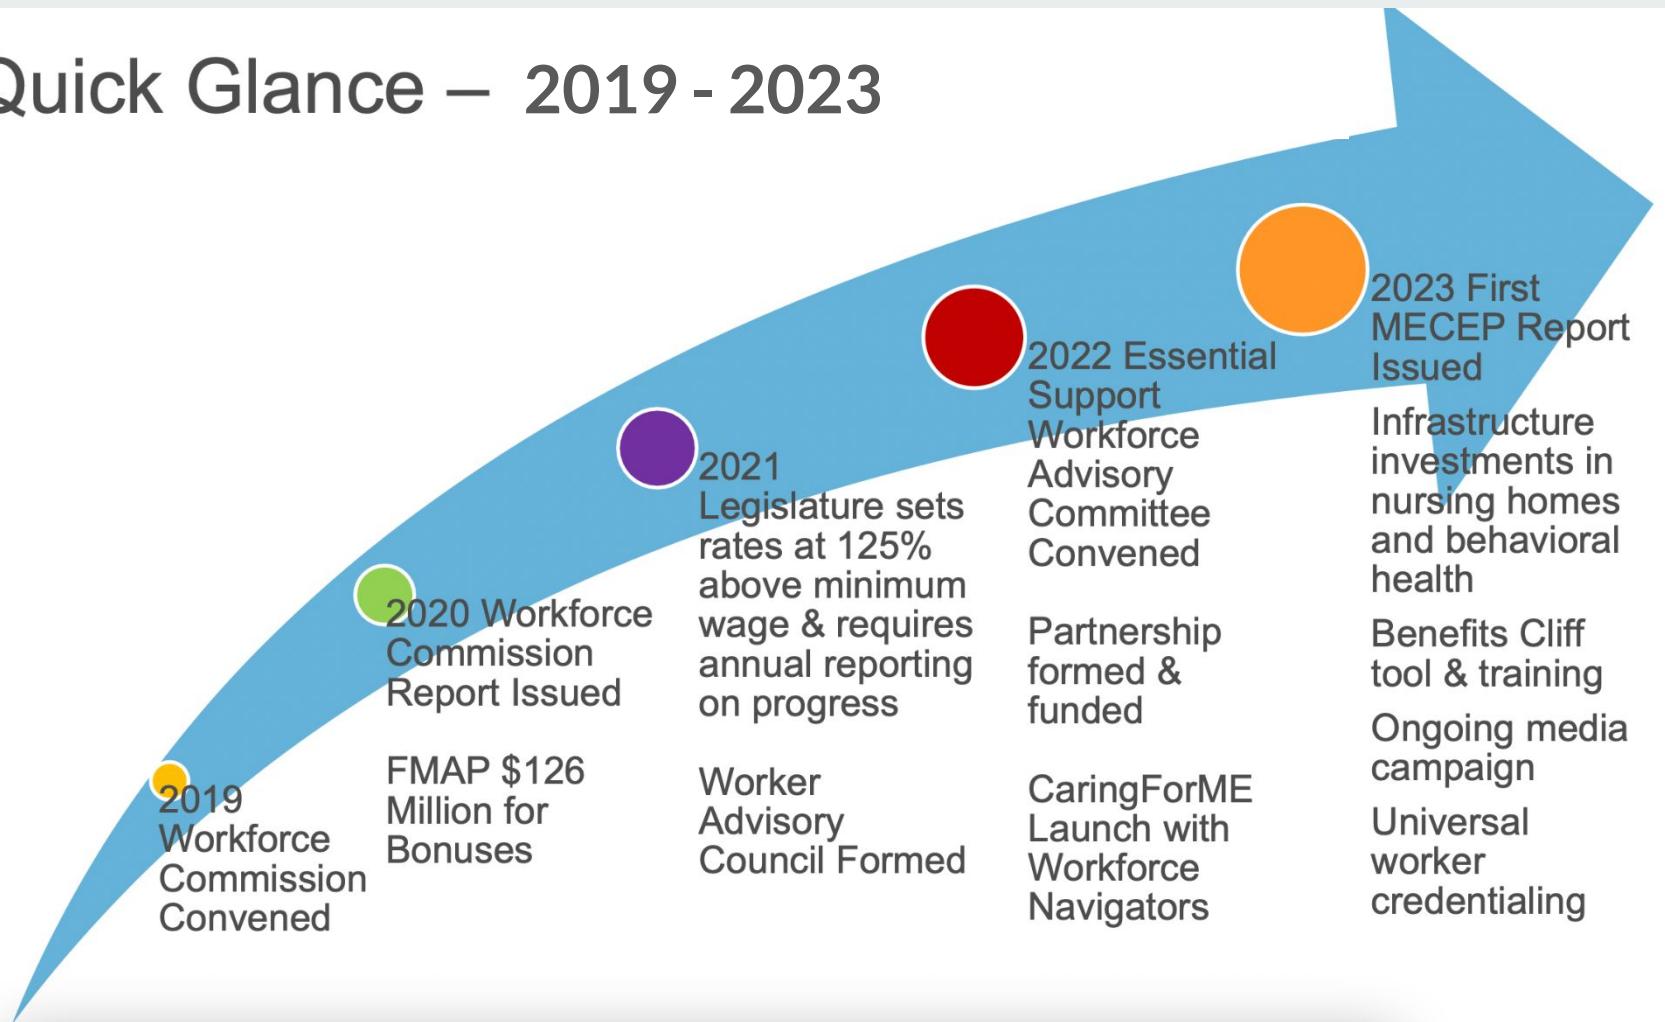 Quick Glance – 2019 - 2023
2019
Workforce
Commission
Convened
2020 Workforce
Commission
Report Issued
FMAP $126
Million for
Bonuses
2021
Legislature sets
rates at 125%
above minimum
wage & requires
annual reporting
on progress
Worker
Advisory
Council Formed
2022 Essential
Support
Workforce
Advisory
Committee
Convened
Partnership
formed &
funded
CaringForME
Launch with
Workforce
Navigators
2023 First
MECEP Report
Issued
Infrastructure
investments in
nursing homes
and behavioral
health
Benefits Cliff
tool & training
Ongoing media
campaign
Universal
worker
credentialing